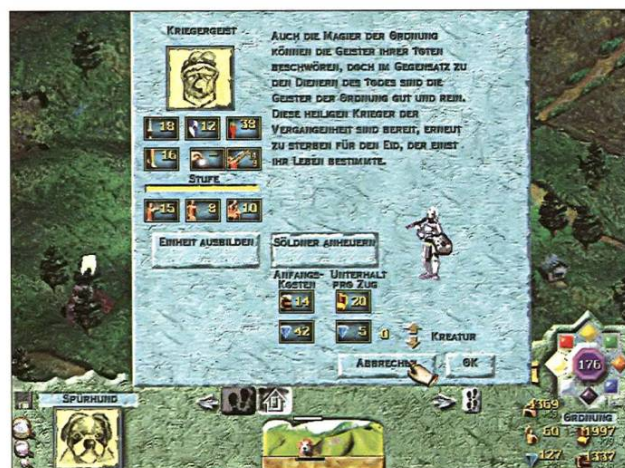 KRIEGERGEIST
AUCH DIE MAGIER DER ORDNUNG
KÖNNEN DIE GEISTER IHRER TOTEN
BESCHWÖREN, DOCH IM GEGENSATZ ZU
DEN DIENERN DES TODES SIND DIE
GEISTER DER ORDNUNG GUT UND REIN.
DIESE HEILIGEN KRIEGER DER
VERGANGENHEIT SIND BEREIT, ERNEUT
ZU STERBEN FÜR DEN EID, DER EINST
IHR LEBEN BESTIMMTE.
18 12 38
16
STUFE
15 8 10
EINHEIT AUSBILDEN
SÖLDNER ANHEUERN
ANFANGS-
KOSTEN
UNTERHALT
PRO ZUG
14 20
42 5 0
KREATUR
ABBRECHEN
OK
176
SPÜRHUND
4369
ORDNUNG
60 1997
127 1337